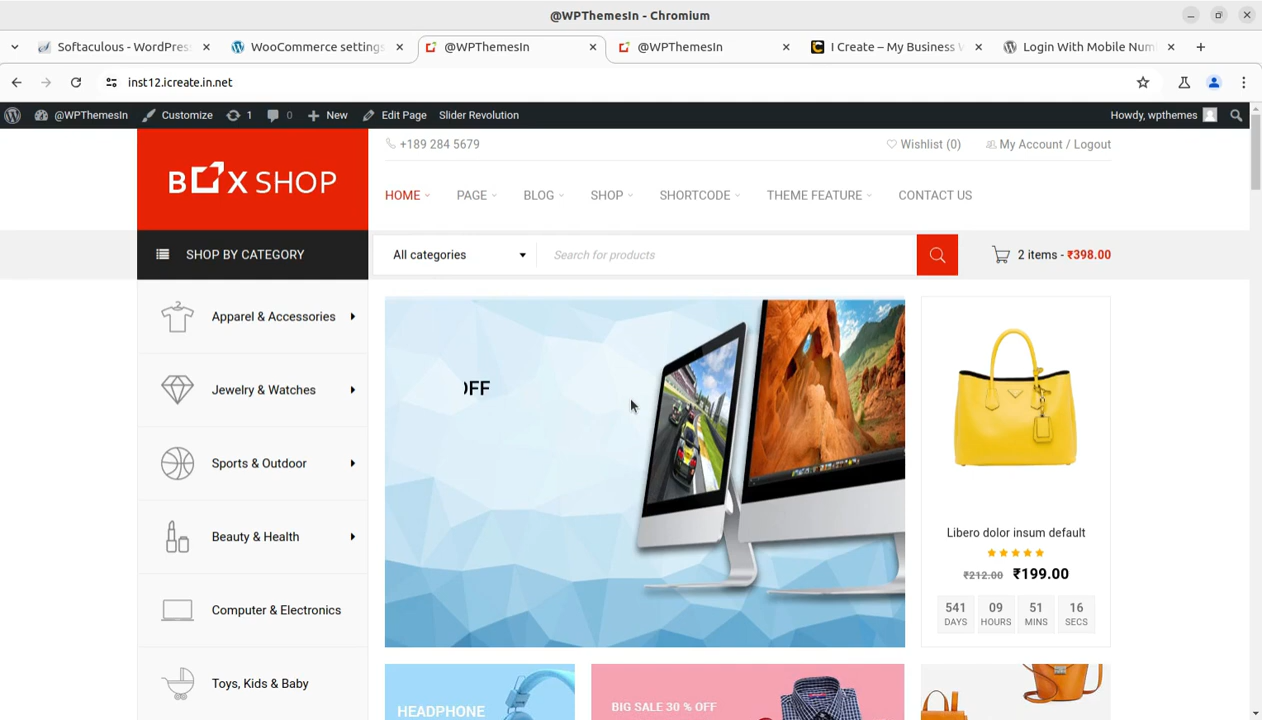 @WPThemesIn - Chromium
Softaculous - WordPres
WooCommerce settings
@WPThemesIn
@WPThemesIn
I Create – My Business W
Login With Mobile Num
inst12.icreate.in.net
@WPThemesIn
Customize
1
0
New
Edit Page
Slider Revolution
Howdy, wpthemes
BOX SHOP
+189 284 5679
Wishlist (0)
My Account / Logout
HOME
PAGE
BLOG
SHOP
SHORTCODE
THEME FEATURE
CONTACT US
SHOP BY CATEGORY
All categories
Search for products
2 items - ₹398.00
Apparel & Accessories
Jewelry & Watches
Sports & Outdoor
Beauty & Health
Computer & Electronics
Toys, Kids & Baby
OFF
Libero dolor insum default
₹212.00 ₹199.00
541 09 51 16
DAYS HOURS MINS SECS
HEADPHONE
BIG SALE 30 % OFF